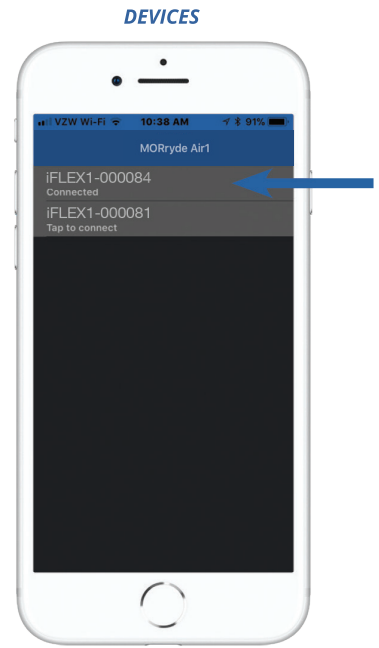 DEVICES
VZW Wi-Fi 10:38 AM 91%
MORryde Air1
iFLEX1-000084
Connected
iFLEX1-000081
Tap to connect